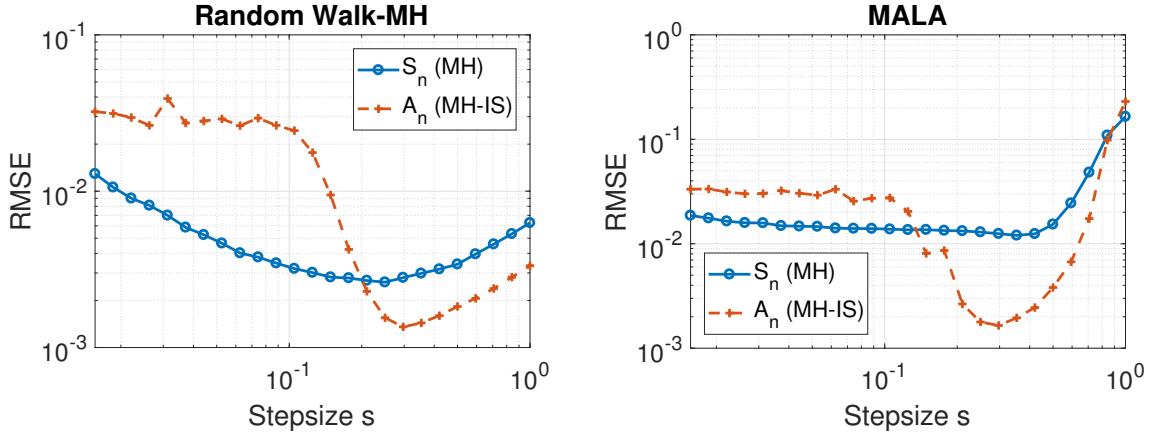 Random Walk-MH
10^-1
10^-2
10^-3
RMSE
S_n (MH)
A_n (MH-IS)
10^-1
10^0
Stepsize s
MALA
10^0
10^-1
10^-2
10^-3
RMSE
S_n (MH)
A_n (MH-IS)
10^-1
10^0
Stepsize s